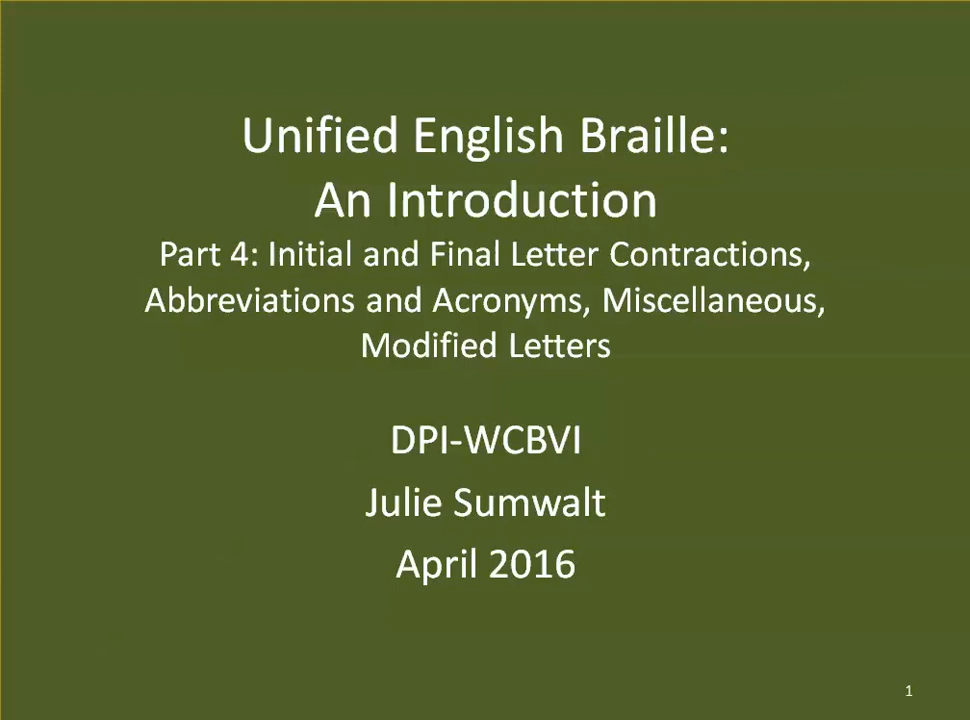 Unified English Braille:
An Introduction
Part 4: Initial and Final Letter Contractions,
Abbreviations and Acronyms, Miscellaneous,
Modified Letters
DPI-WCBVI
Julie Sumwalt
April 2016
1